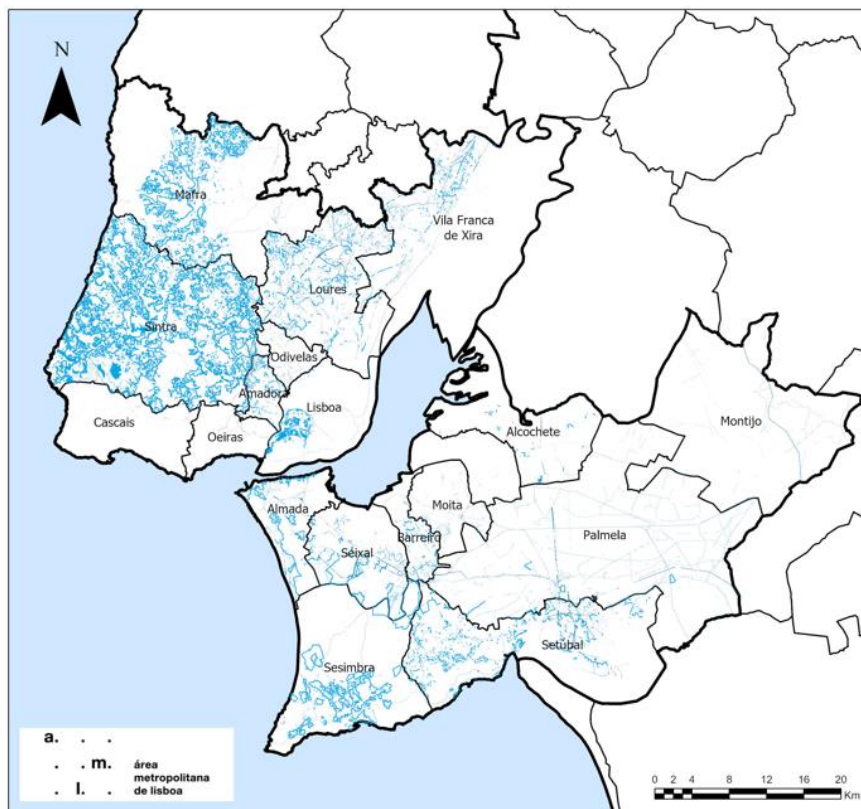 N
Mafra
Vila Franca
de Xira
Loures
Sintra
Odivelas
Amadora
Lisboa
Cascais
Oeiras
Alcochete
Montijo
Almada
Moita
Barreiro
Seixal
Palmela
Setúbal
Sesimbra
a. . .
. . m. área
metropolitana
. l. . de lisboa
0 2 4 8 12 16 20
Km